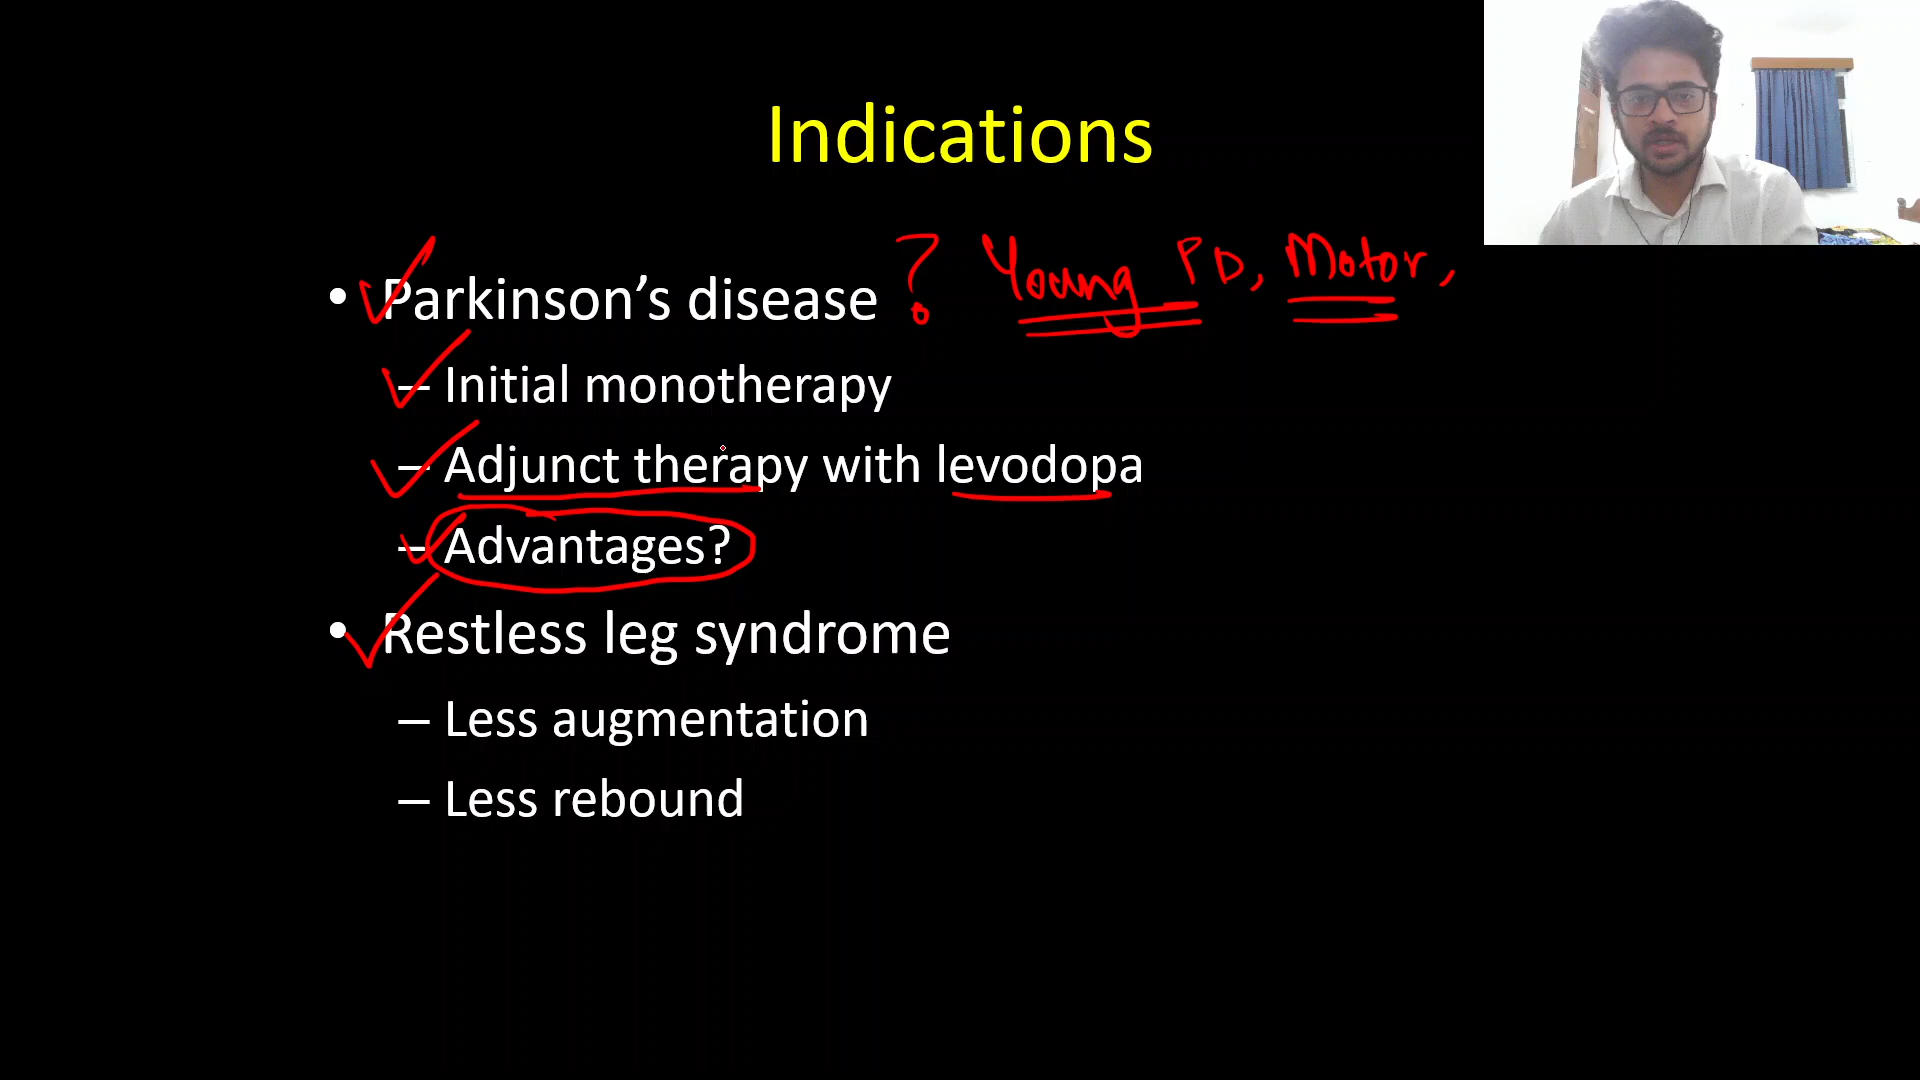 Indications
• Parkinson's disease ? Young PD, Motor,
– Initial monotherapy
– Adjunct therapy with levodopa
– Advantages?
• Restless leg syndrome
– Less augmentation
– Less rebound